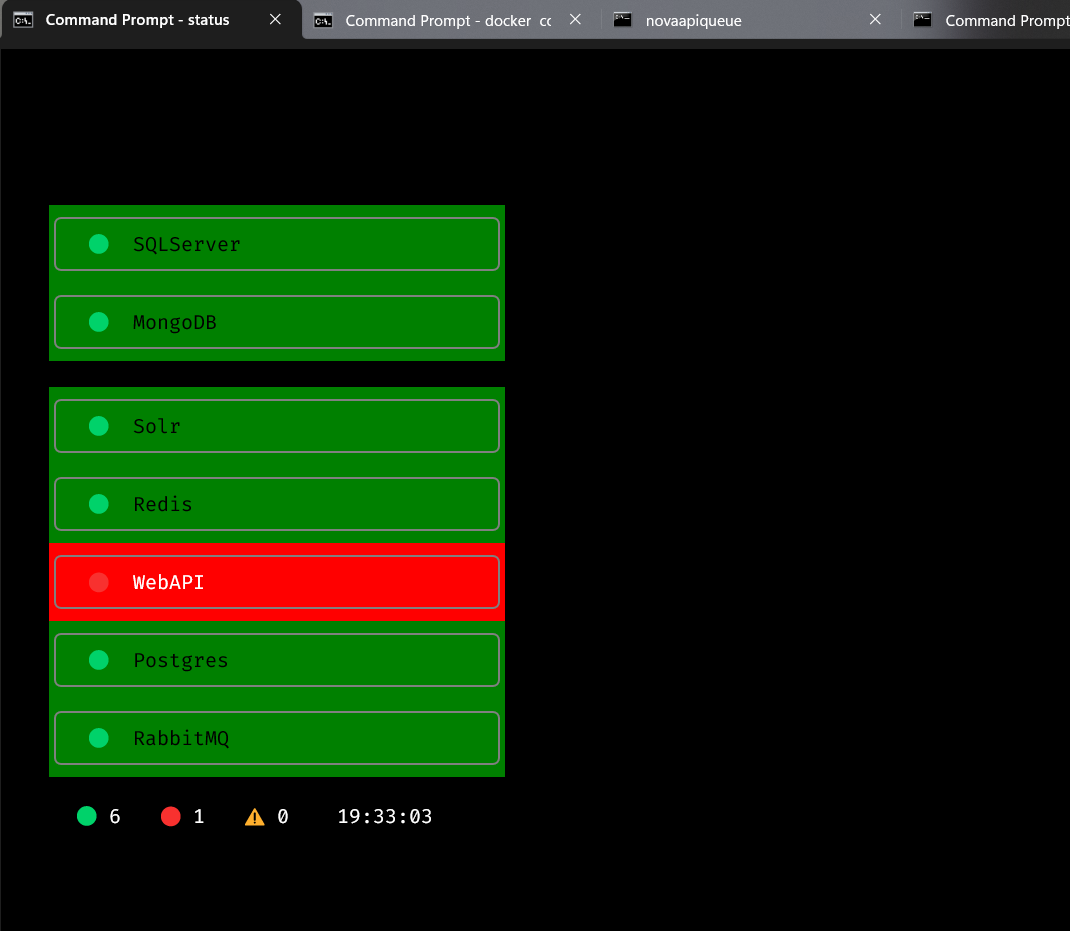 Command Prompt - status
Command Prompt - docker cc
novaapiqueue
Command Prompt
SQLServer
MongoDB
Solr
Redis
WebAPI
Postgres
RabbitMQ
6 1 0 19:33:03